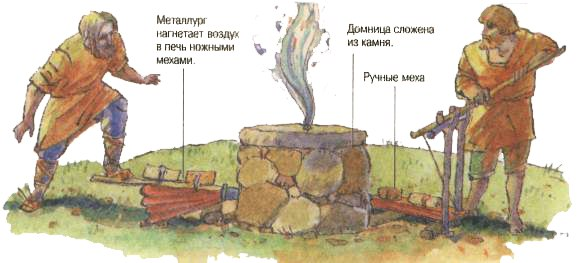 Металлург
нагнетает воздух
в печь ножными
мехами.
Домница сложена
из камня.
Ручные меха